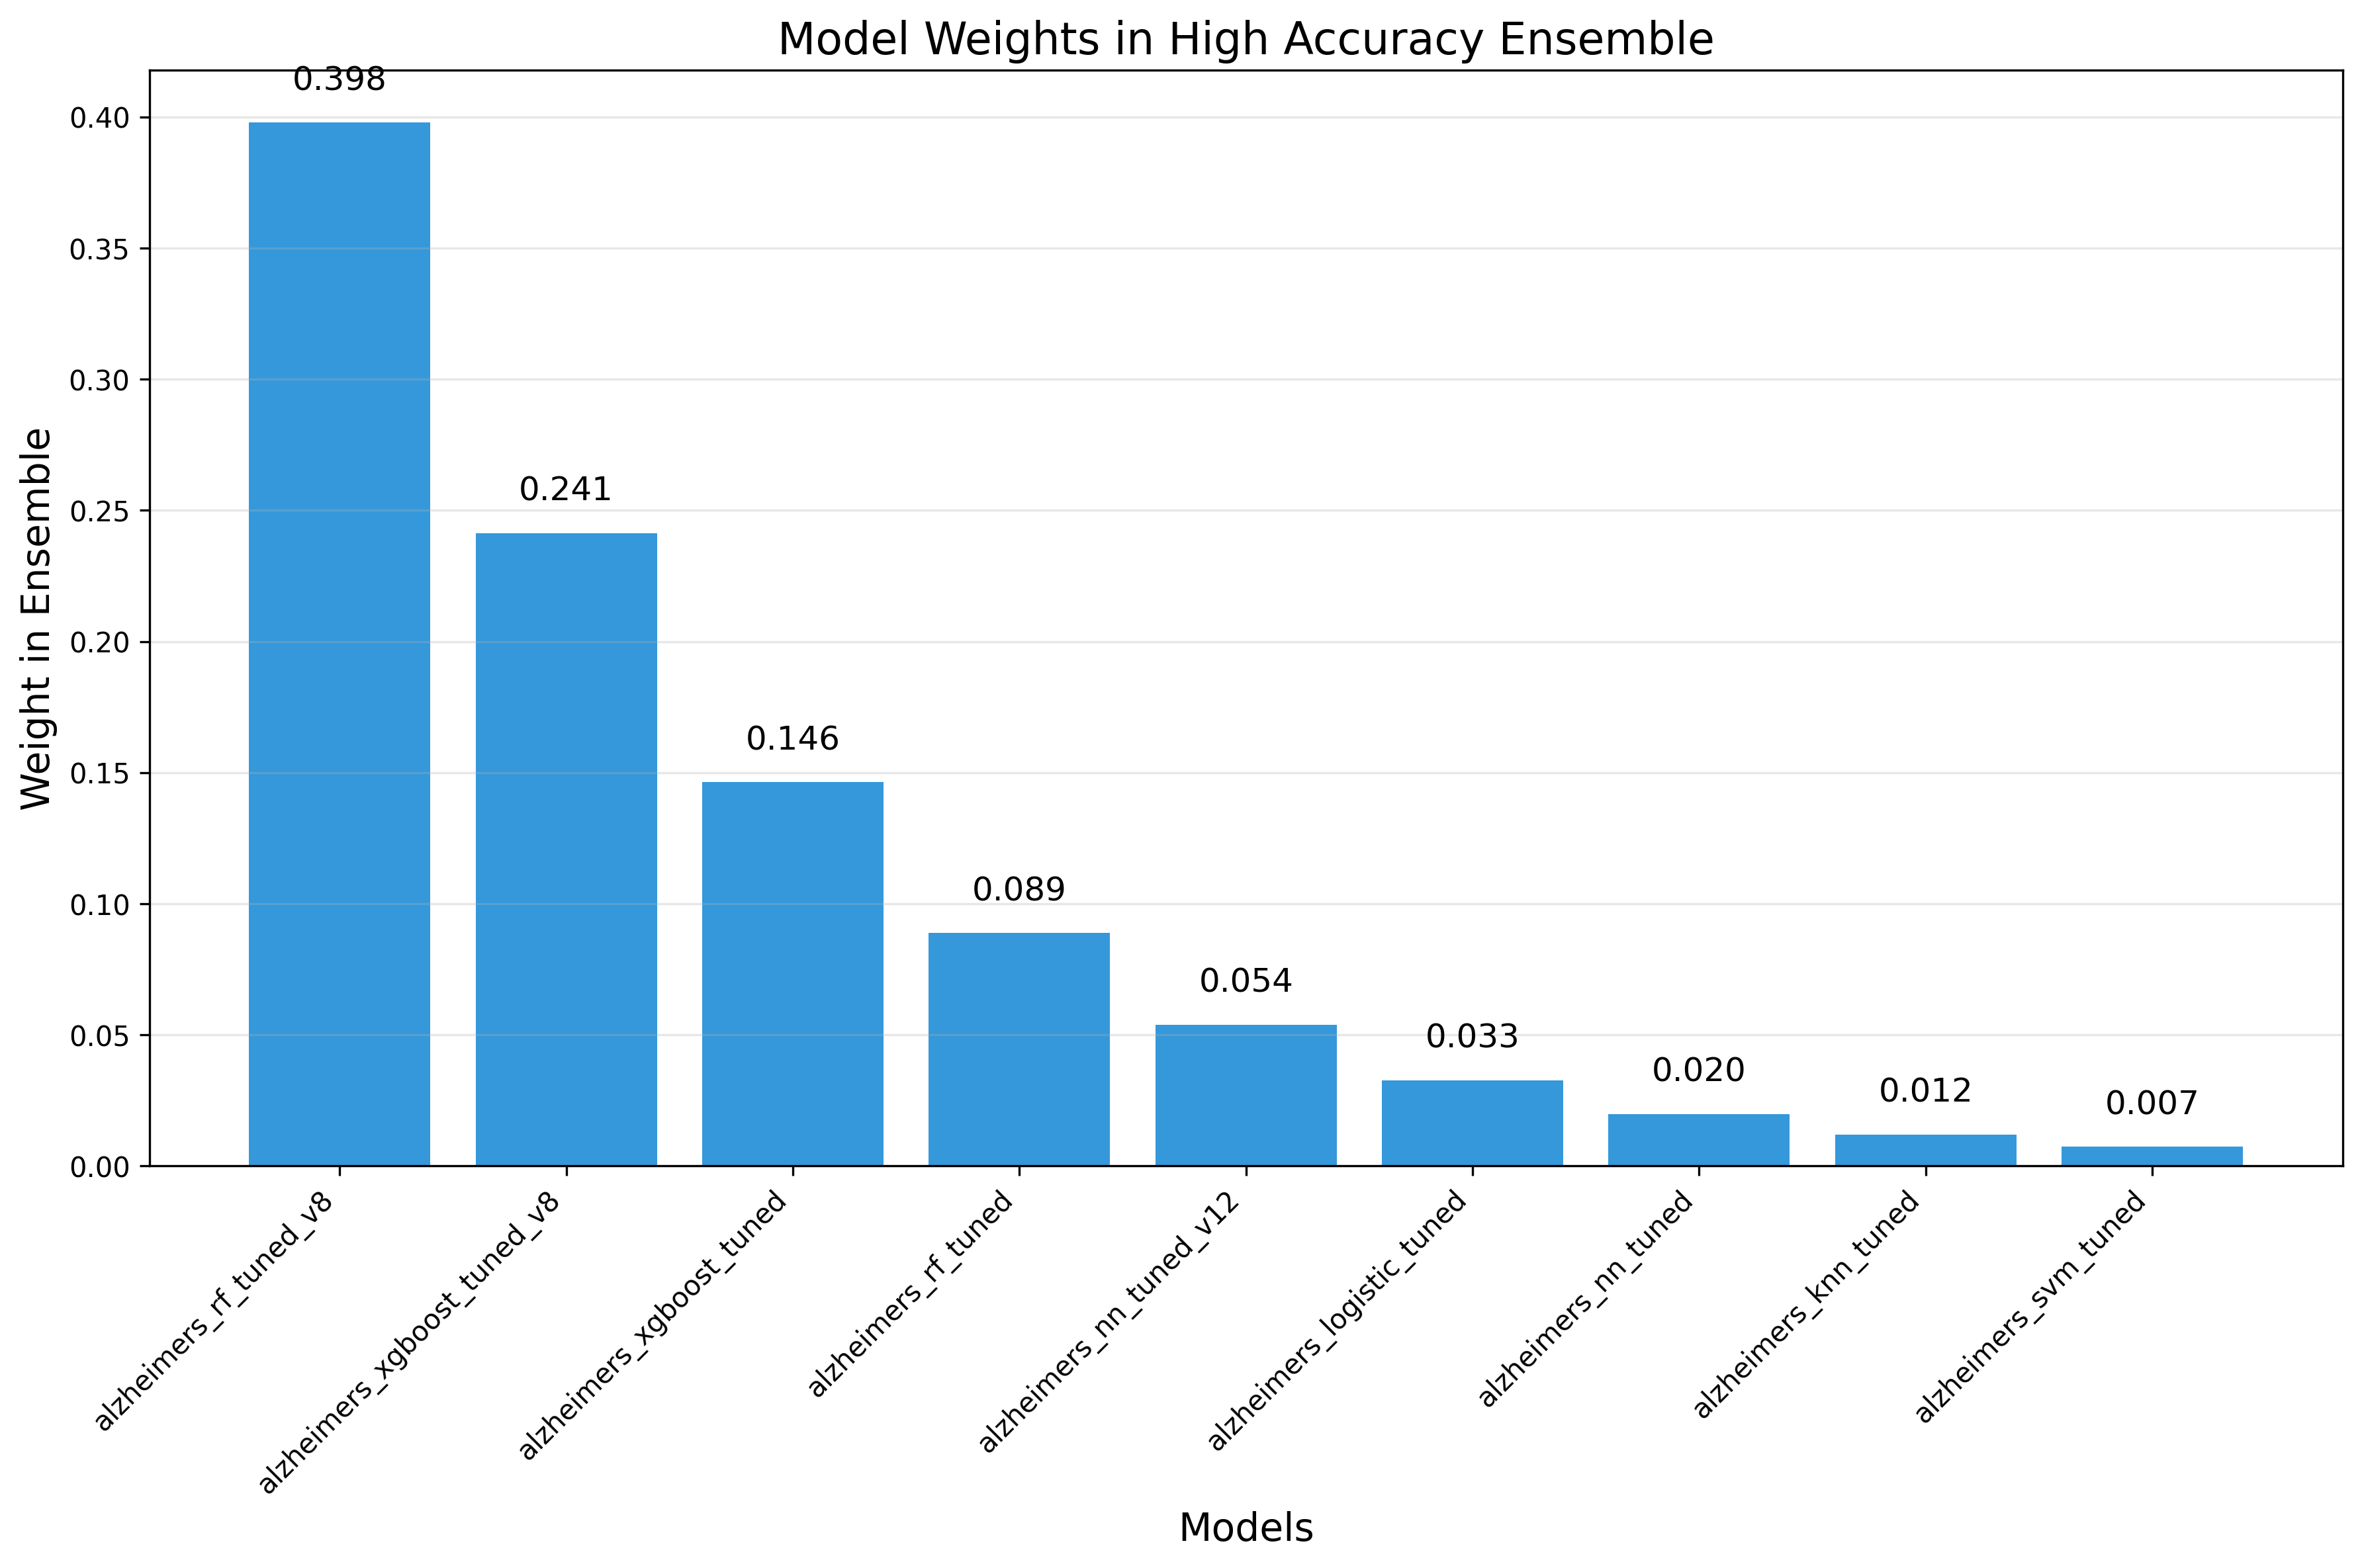 Model Weights in High Accuracy Ensemble
0.398
0.241
0.146
0.089
0.054
0.033
0.020
0.012
0.007
0.40
0.35
0.30
0.25
0.20
0.15
0.10
0.05
0.00
Weight in Ensemble
alzheimers_rf_tuned_v8
alzheimers_xgboost_tuned_v8
alzheimers_xgboost_tuned
alzheimers_rf_tuned
alzheimers_nn_tuned_v12
alzheimers_logistic_tuned
alzheimers_nn_tuned
alzheimers_knn_tuned
alzheimers_svm_tuned
Models